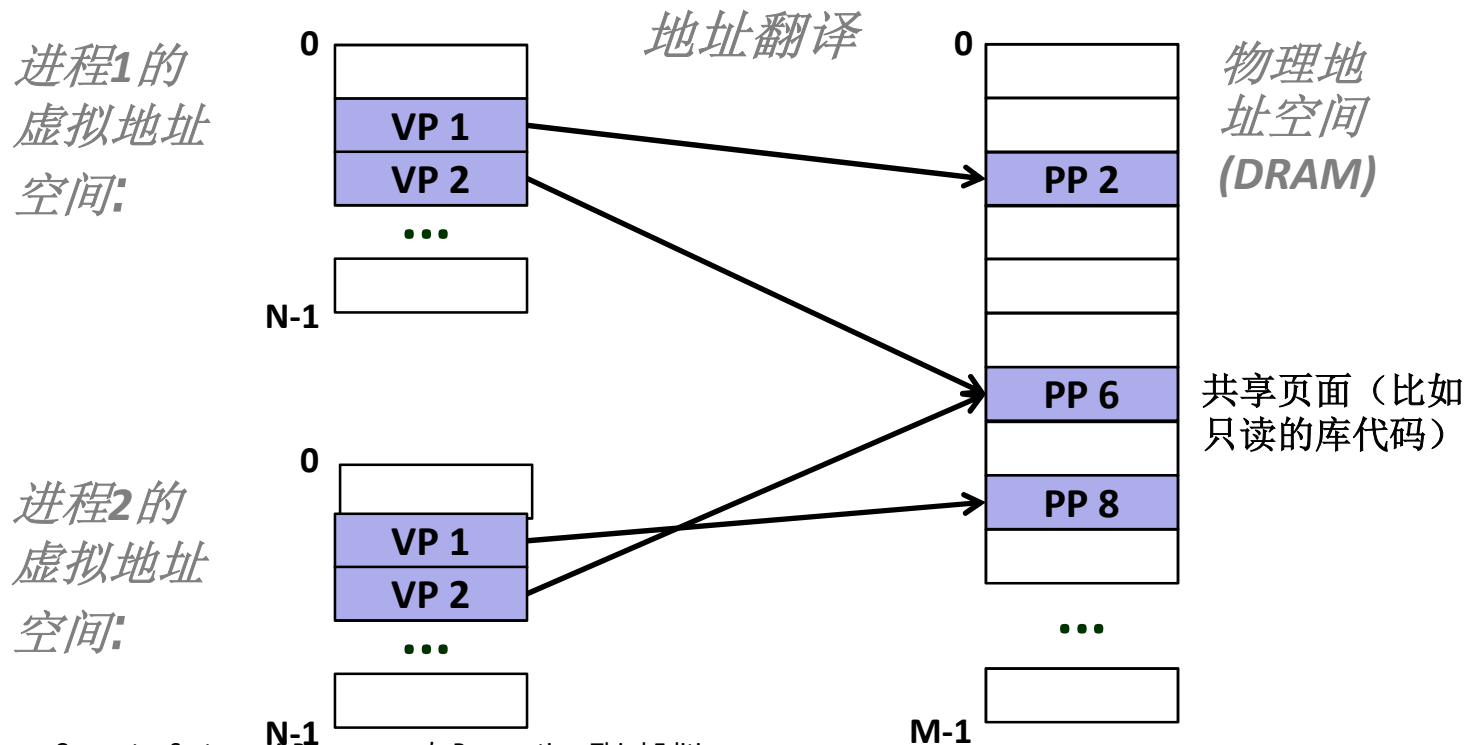 地址翻译
进程1的
虚拟地址
空间:
0
VP 1
VP 2
...
N-1
0
PP 2
PP 6
PP 8
...
M-1
物理地
址空间
(DRAM)
共享页面（比如
只读的库代码）
进程2的
虚拟地址
空间:
0
VP 1
VP 2
...
N-1
Third